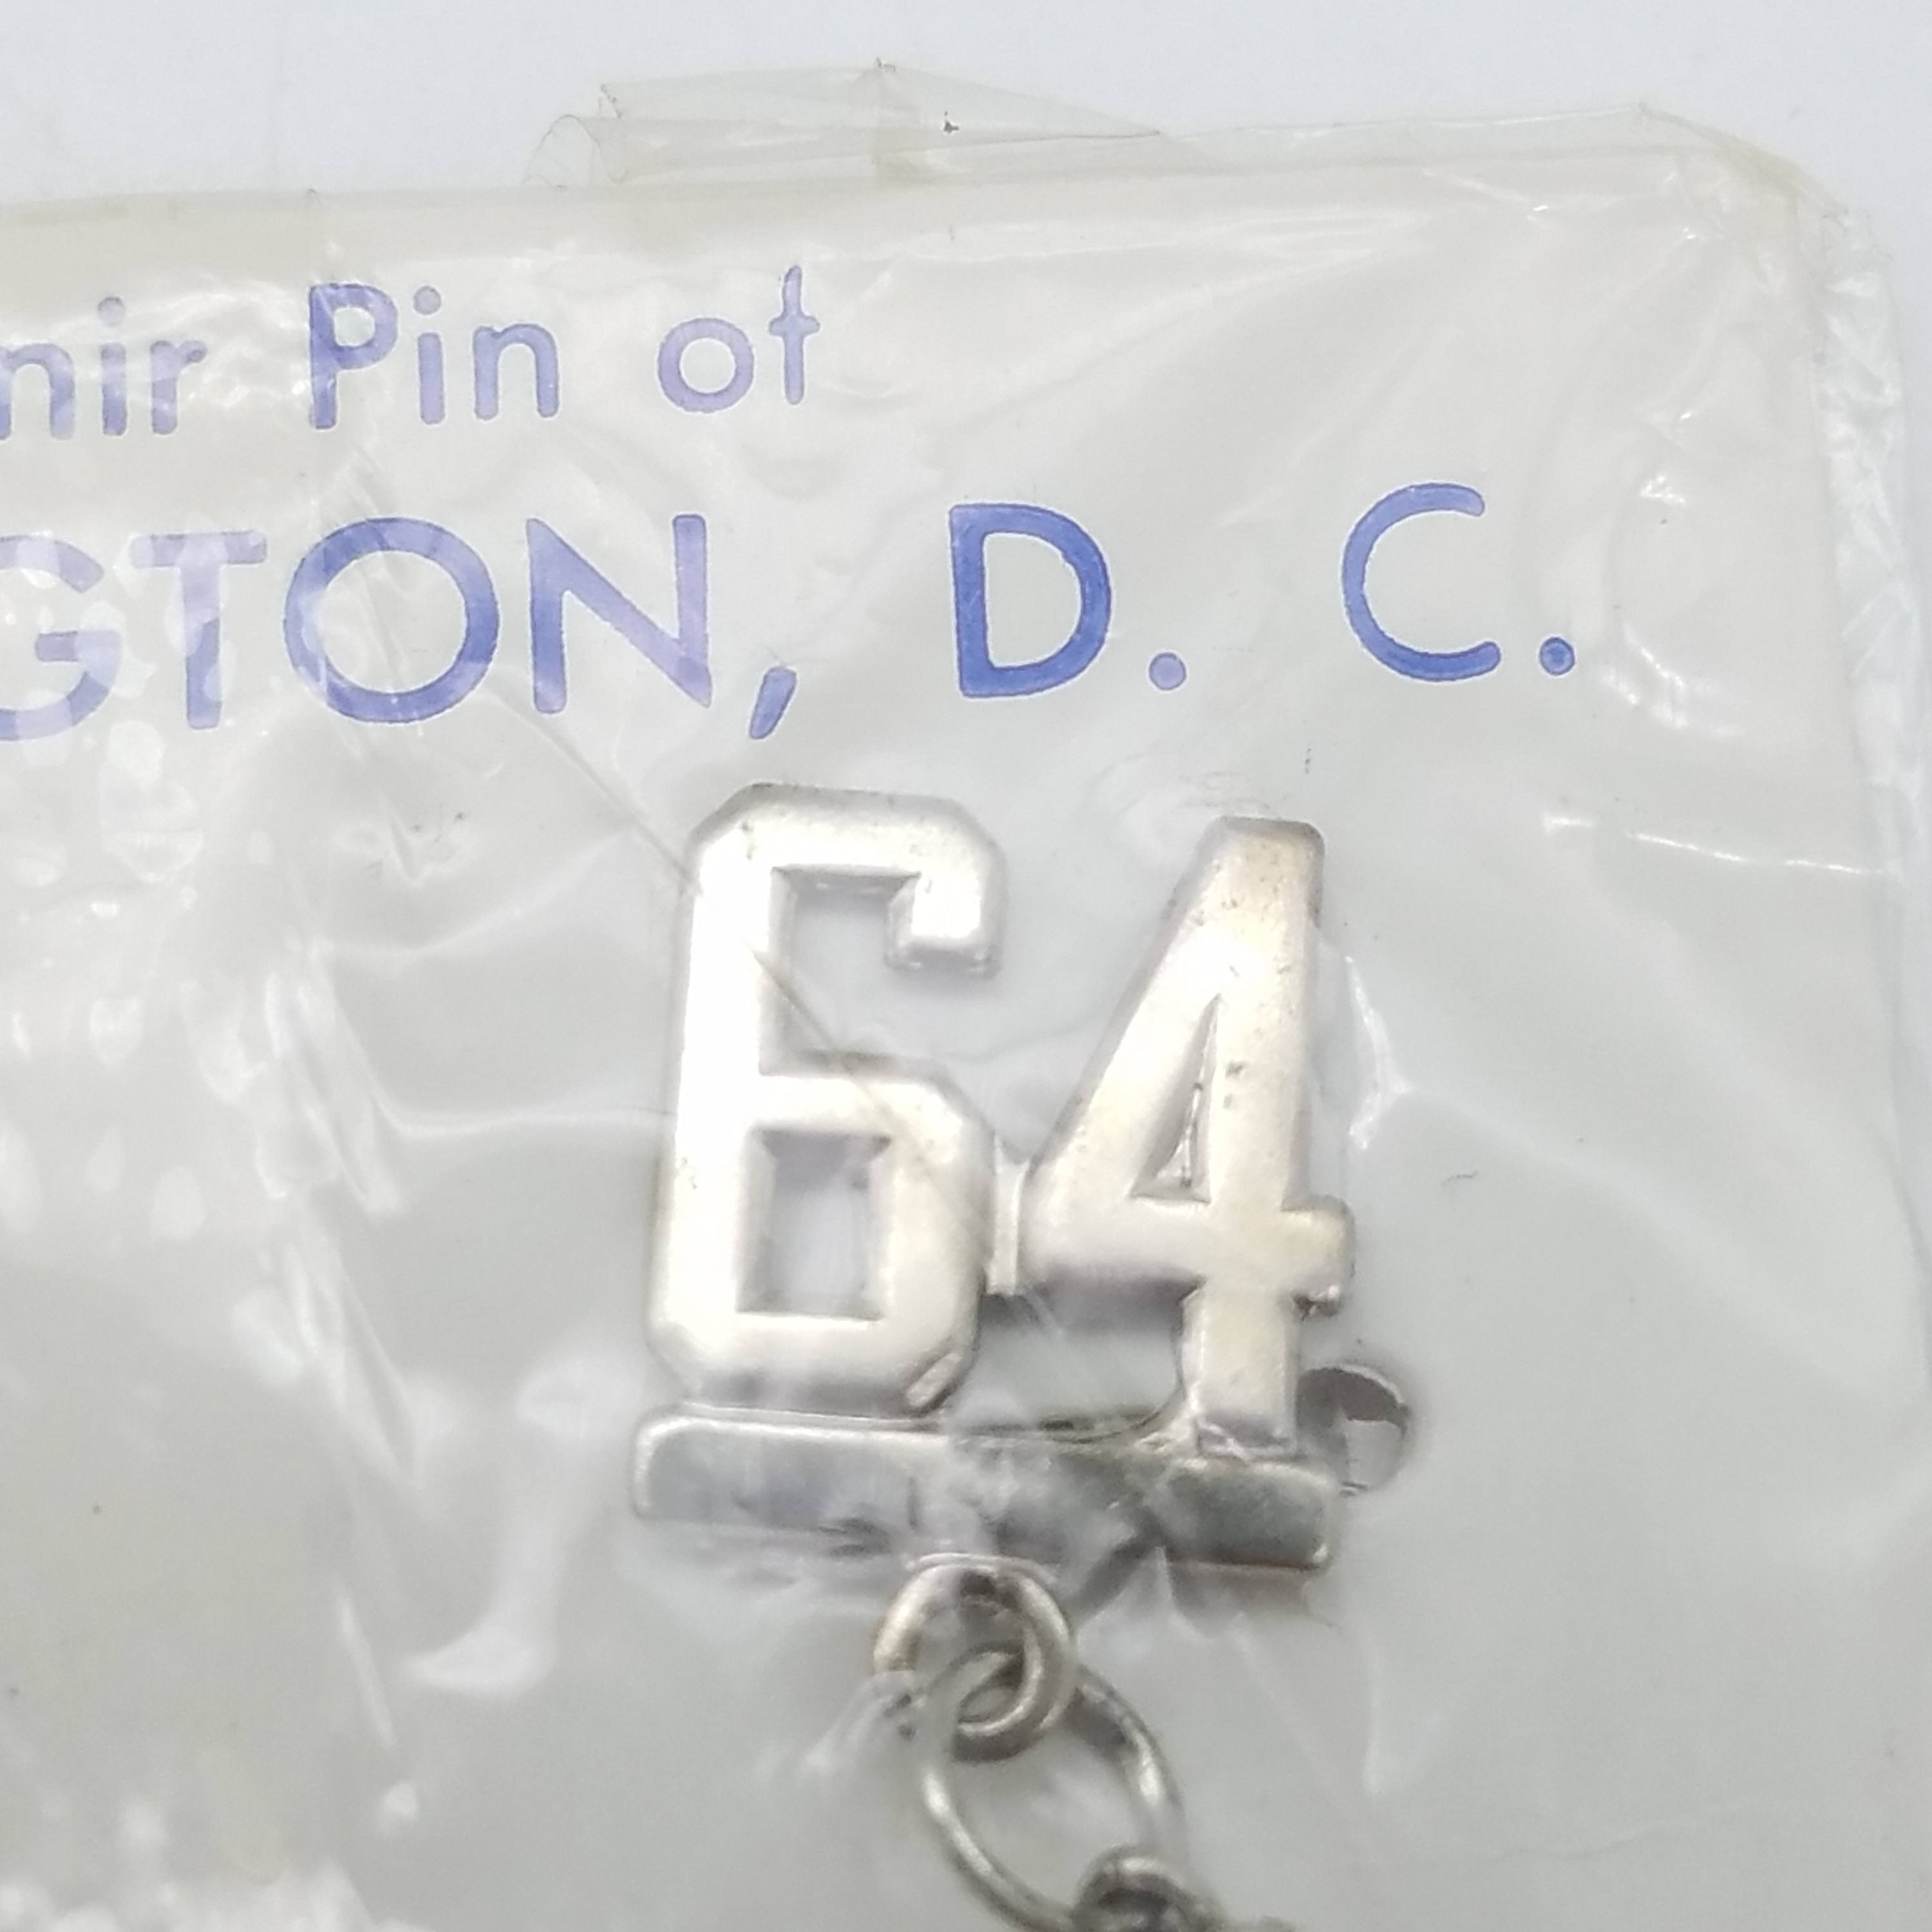 nir Pin of
GTON, D. C.
64